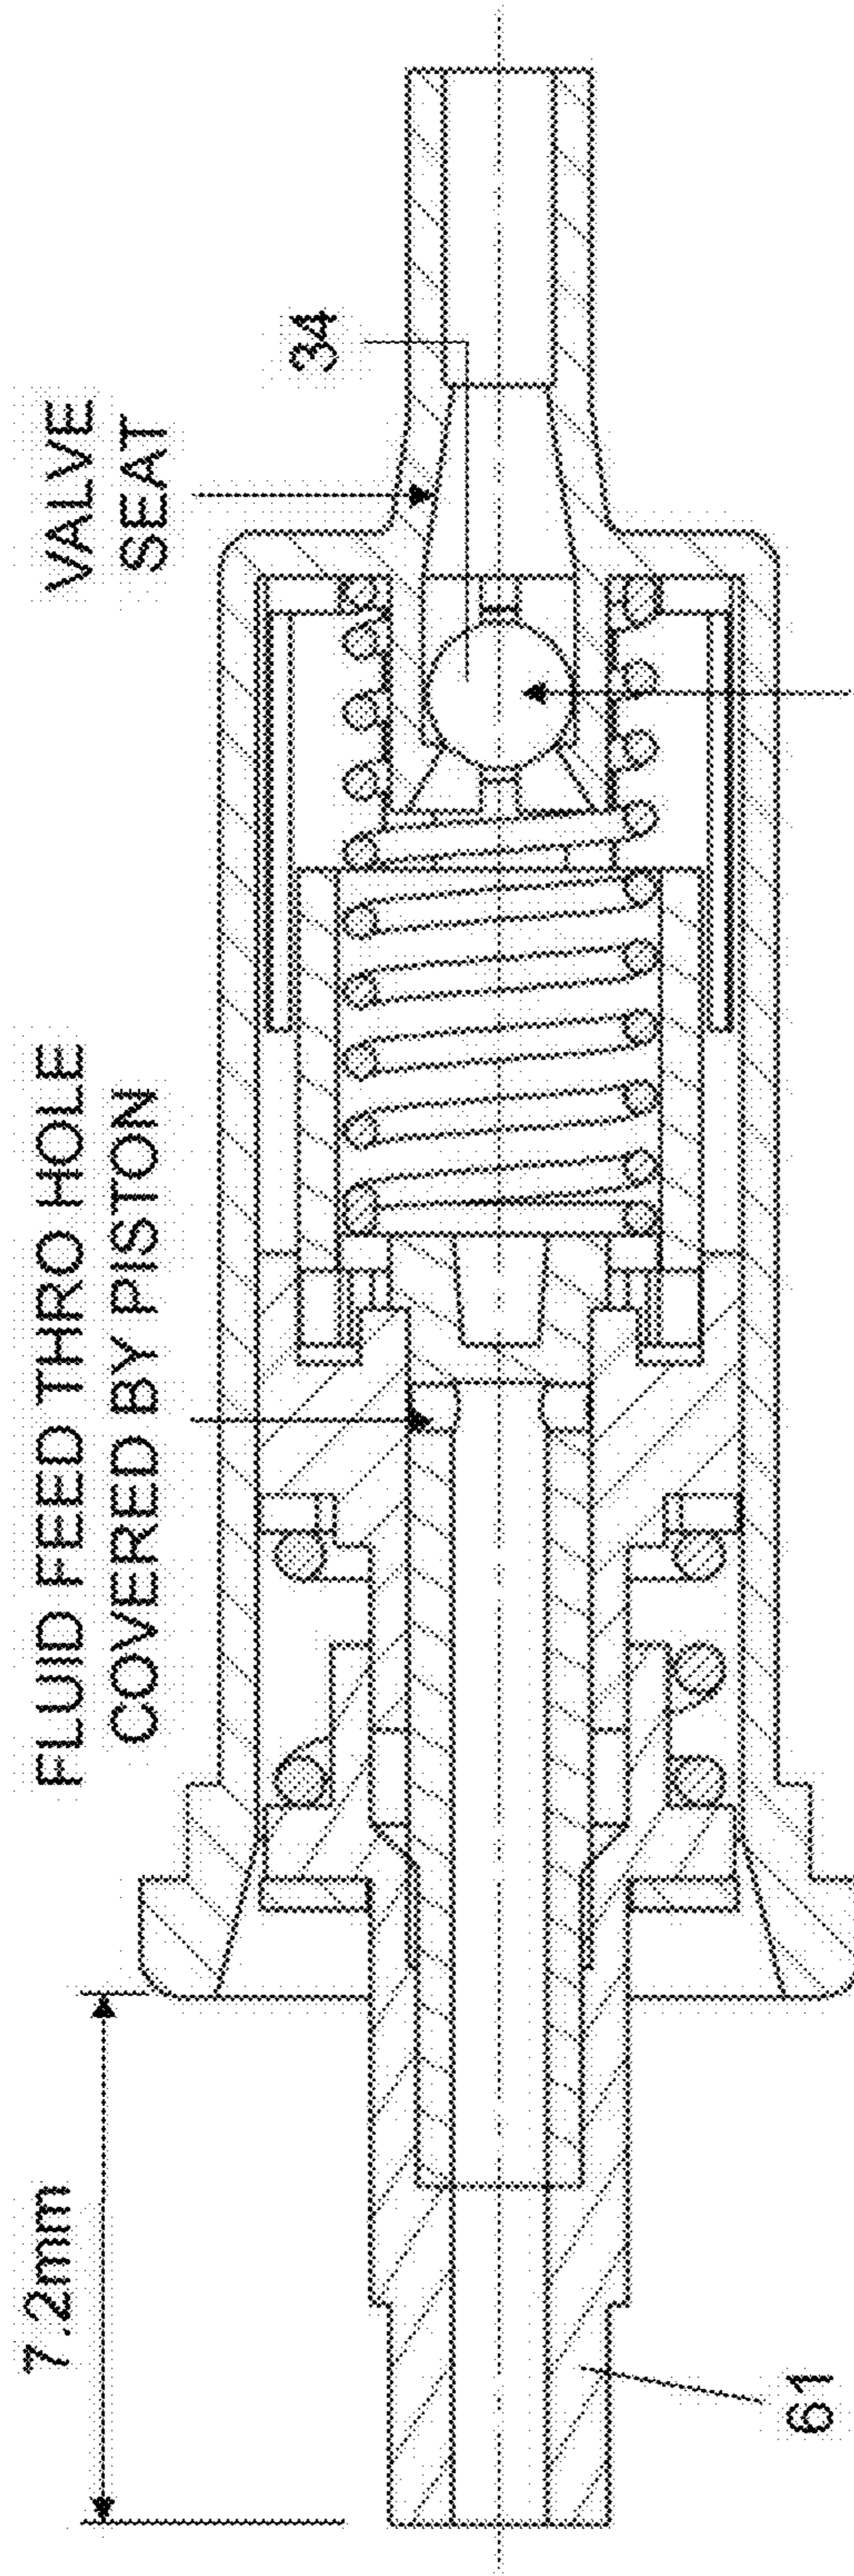 7.2mm
FLUID FEED THRO HOLE
COVERED BY PISTON
VALVE
SEAT
34
61